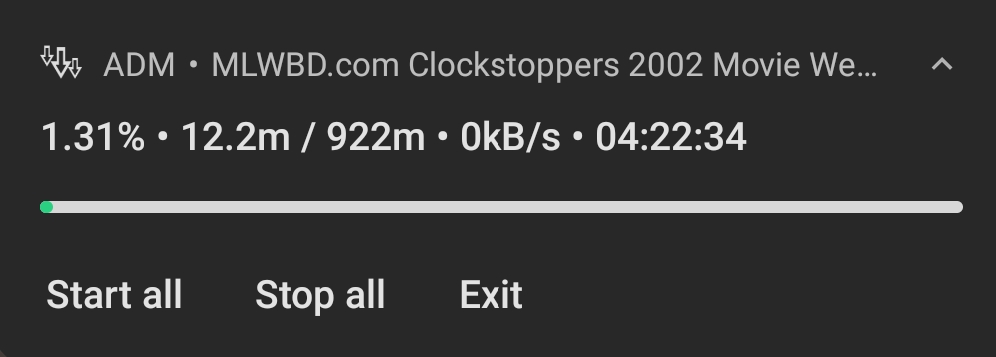 ADM • MLWBD.com Clockstoppers 2002 Movie We...
1.31% • 12.2m / 922m • 0kB/s • 04:22:34
Start all Stop all Exit